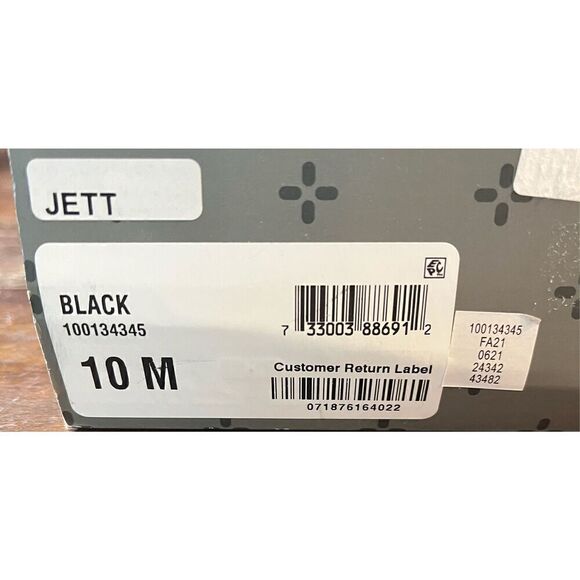 JETT
BLACK
100134345
10 M
7 33003 88691 2
Customer Return Label
071876164022
100134345
FA21
0621
24342
43482